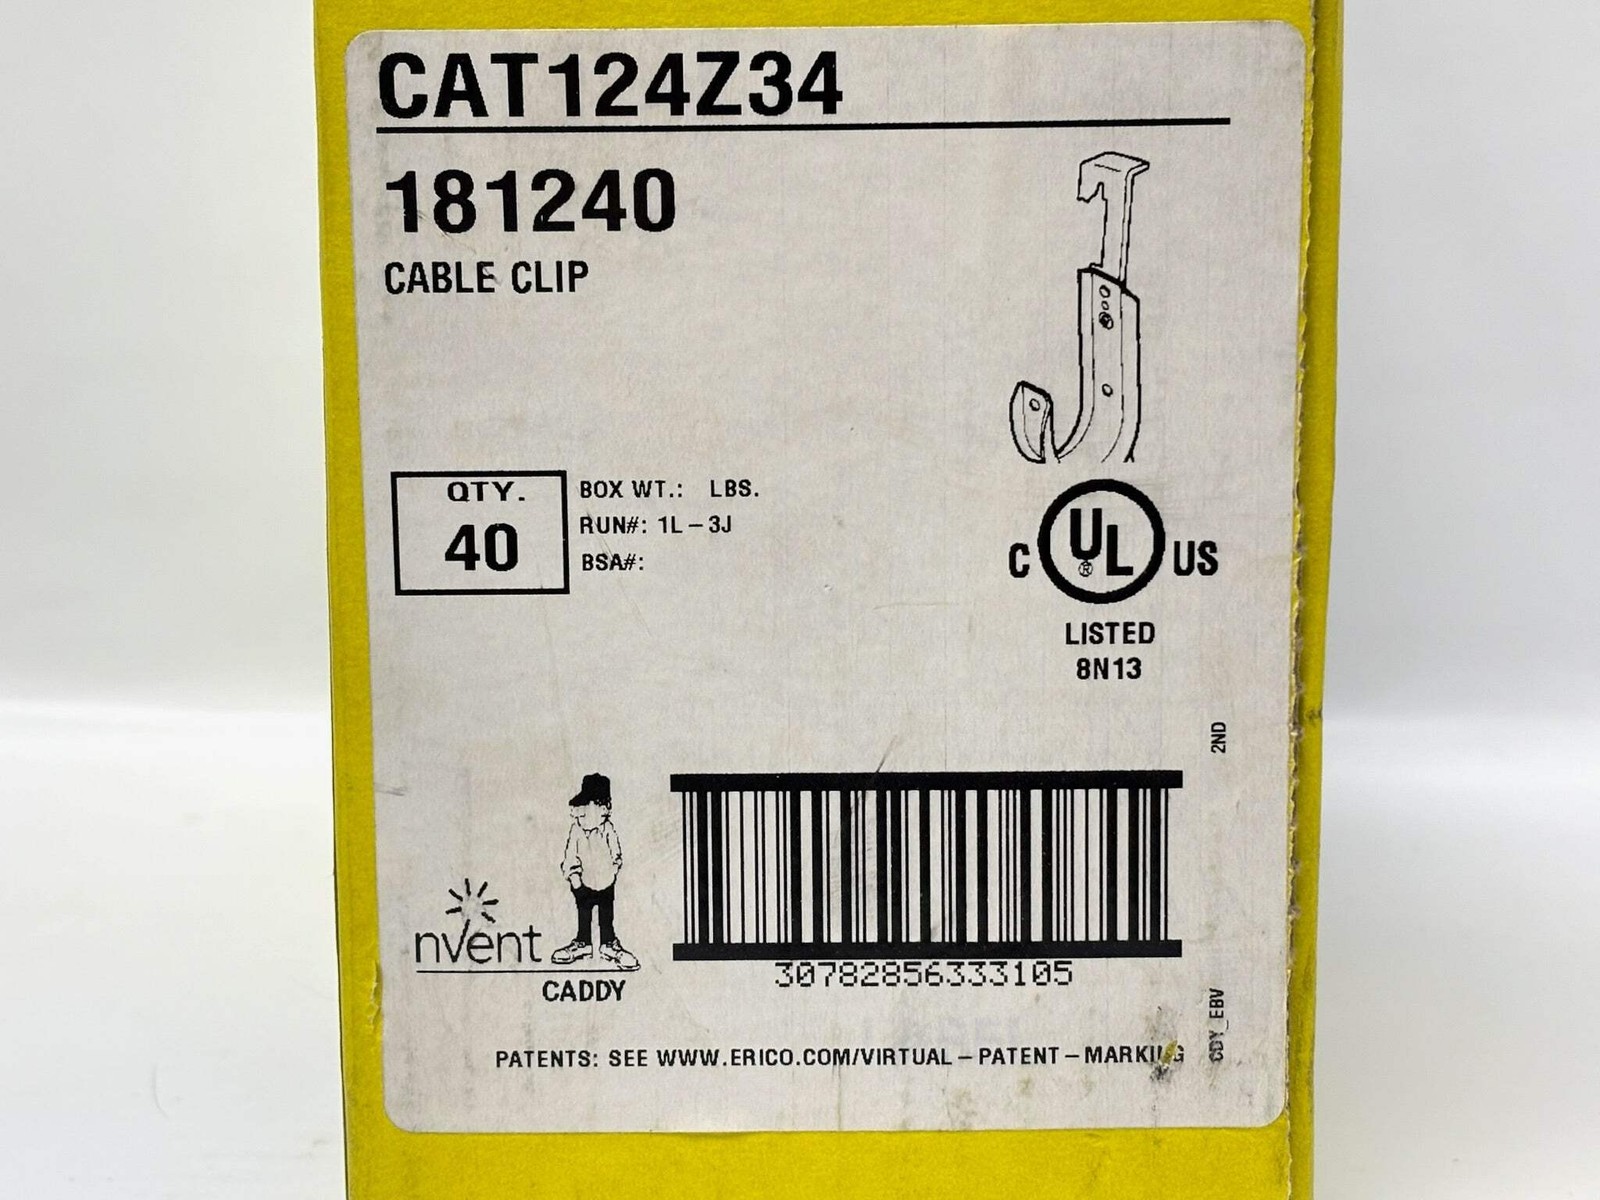 CAT124Z34
181240
CABLE CLIP
QTY.
40
BOX WT.: LBS.
RUN#: 1L-3J
BSA#:
C UL® US
LISTED
8N13
2ND
nVent
CADDY
30782856333105
CDY_EBV
PATENTS: SEE WWW.ERICO.COM/VIRTUAL-PATENT-MARKING